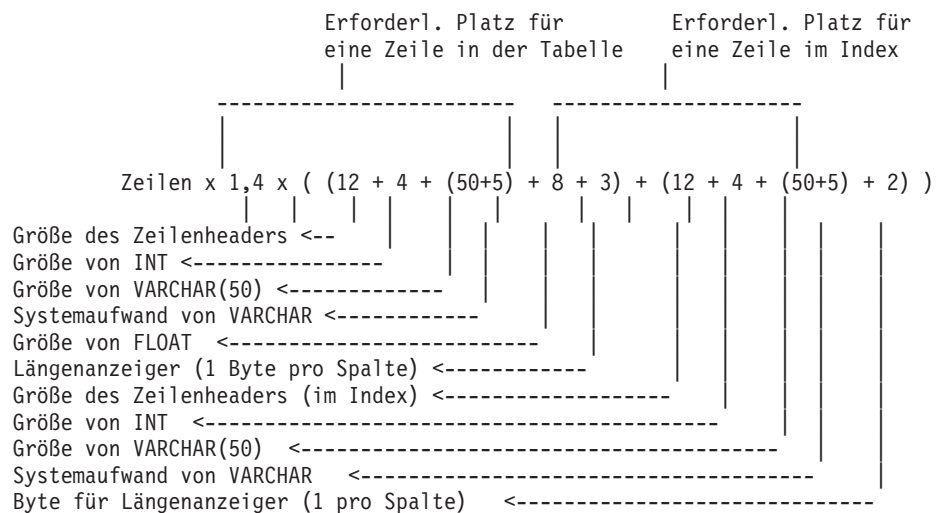 Erforderl. Platz für Erforderl. Platz für
eine Zeile in der Tabelle eine Zeile im Index
Zeilen x 1,4 x ( (12 + 4 + (50+5) + 8 + 3) + (12 + 4 + (50+5) + 2) )
Größe des Zeilenheaders <--
Größe von INT <----------------
Größe von VARCHAR(50) <-------------
Systemaufwand von VARCHAR <------------
Größe von FLOAT <--------------------------
Längenanzeiger (1 Byte pro Spalte) <------------
Größe des Zeilenheaders (im Index) <-------------------
Größe von INT <-------------------------------------------
Größe von VARCHAR(50) <----------------------------------------
Systemaufwand von VARCHAR <--------------------------------------
Byte für Längenanzeiger (1 pro Spalte) <------------------------------